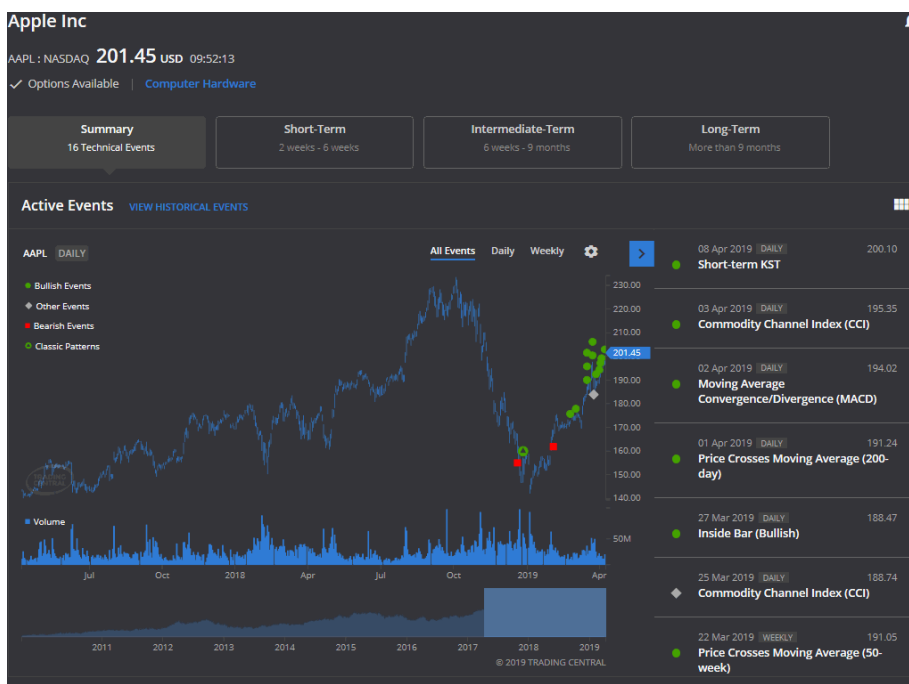 Apple Inc
AAPL : NASDAQ 201.45 USD 09:52:13
Options Available | Computer Hardware
Summary
16 Technical Events
Short-Term
2 weeks - 6 weeks
Intermediate-Term
6 weeks - 9 months
Long-Term
More than 9 months
Active Events VIEW HISTORICAL EVENTS
AAPL DAILY
All Events Daily Weekly
Bullish Events
Other Events
Bearish Events
Classic Patterns
230.00
220.00
210.00
201.45
190.00
180.00
170.00
160.00
150.00
140.00
TRADING
CENTRAL
Volume
50M
Jul Oct 2018 Apr Jul Oct 2019 Apr
2011 2012 2013 2014 2015 2016 2017 2018 2019
© 2019 TRADING CENTRAL
08 Apr 2019 DAILY 200.10
Short-term KST
03 Apr 2019 DAILY 195.35
Commodity Channel Index (CCI)
02 Apr 2019 DAILY 194.02
Moving Average
Convergence/Divergence (MACD)
01 Apr 2019 DAILY 191.24
Price Crosses Moving Average (200-
day)
27 Mar 2019 DAILY 188.47
Inside Bar (Bullish)
25 Mar 2019 DAILY 188.74
Commodity Channel Index (CCI)
22 Mar 2019 WEEKLY 191.05
Price Crosses Moving Average (50-
week)